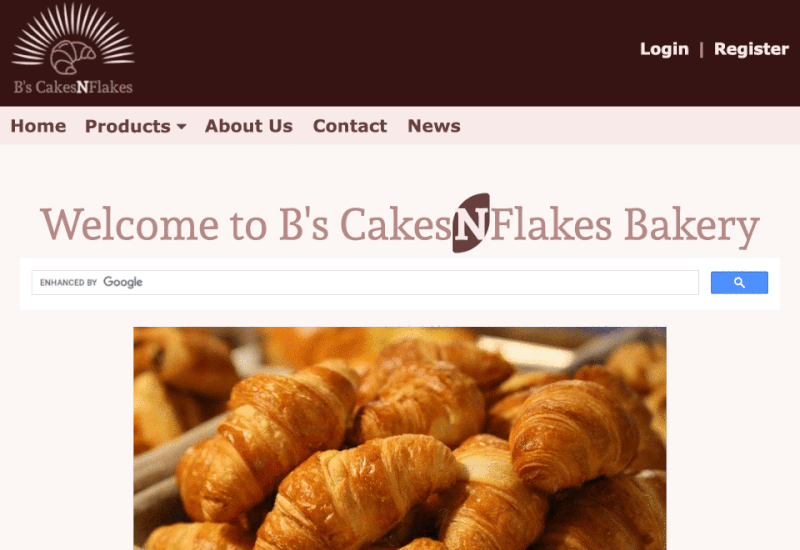 B's CakesNFlakes
Login | Register
Home Products About Us Contact News
Welcome to B's CakesNFlakes Bakery
ENHANCED BY Google